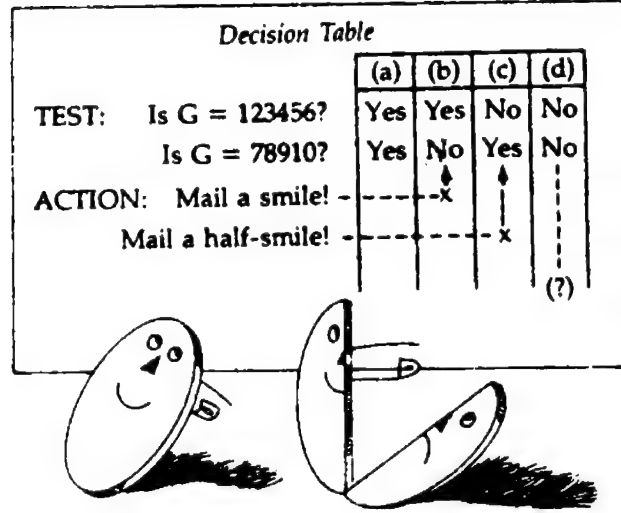 Decision Table
(a) (b) (c) (d)
TEST: Is G = 123456? Yes Yes No No
Is G = 78910? Yes No Yes No
ACTION: Mail a smile! x
Mail a half-smile! x
(?)